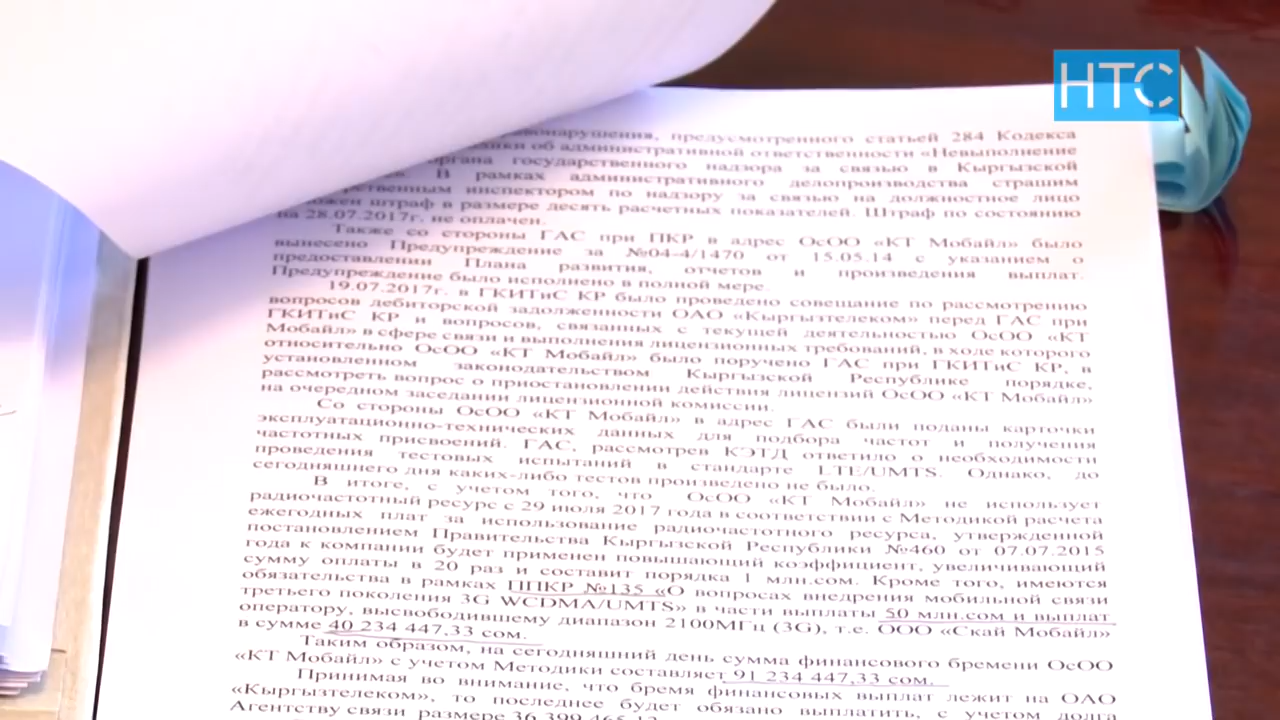 НТС
правонарушения, предусмотренного статьей 284 Кодекса
об административной ответственности «Невыполнение
органа государственного надзора за связью в Кыргызской
В рамках административного делопроизводства страшим
инспектором по надзору за связью на должностное лицо
штраф в размере десять расчетных показателей. Штраф по состоянию
на 28.07.2017г. не оплачен.
Также со стороны ГАС при ПКР в адрес ОсОО «КТ Мобайл» было
вынесено Предупреждение за №04-4/1470 от 15.05.14 с указанием о
предоставлении Плана развития, отчетов и произведения выплат.
Предупреждение было исполнено в полной мере.
19.07.2017г. в ГКИТиС КР было проведено совещание по рассмотрению
вопросов дебиторской задолженности ОАО «Кыргызтелеком» перед ГАС при
ГКИТиС КР и вопросов, связанных с текущей деятельностью ОсОО «КТ
Мобайл» в сфере связи и выполнения лицензионных требований, в ходе которого
относительно ОсОО «КТ Мобайл» было поручено ГАС при ГКИТиС КР, в
установленном законодательством Кыргызской Республики порядке,
рассмотреть вопрос о приостановлении действия лицензий ОсОО «КТ Мобайл»
на очередном заседании лицензионной комиссии.
Со стороны ОсОО «КТ Мобайл» в адрес ГАС были поданы карточки
эксплуатационно-технических данных для подбора частот и получения
частотных присвоений. ГАС, рассмотрев КЭТД ответило о необходимости
проведения тестовых испытаний в стандарте LTE/UMTS. Однако, до
сегодняшнего дня каких-либо тестов произведено не было.
В итоге, с учетом того, что ОсОО «КТ Мобайл» не использует
радиочастотный ресурс с 29 июля 2017 года в соответствии с Методикой расчета
ежегодных плат за использование радиочастотного ресурса, утвержденной
постановлением Правительства Кыргызской Республики №460 от 07.07.2015
года к компании будет применен повышающий коэффициент, увеличивающий
сумму оплаты в 20 раз и составит порядка 1 млн.сом. Кроме того, имеются
обязательства в рамках ППКР №135 «О вопросах внедрения мобильной связи
третьего поколения 3G WCDMA/UMTS» в части выплаты 50 млн.сом и выплат
оператору, высвободившему диапазон 2100МГц (3G), т.е. ООО «Скай Мобайл»
в сумме 40 234 447,33 сом.
Таким образом, на сегодняшний день сумма финансового бремени ОсОО
«КТ Мобайл» с учетом Методики составляет 91 234 447,33 сом.
Принимая во внимание, что бремя финансовых выплат лежит на ОАО
«Кыргызтелеком», то последнее будет обязано выплатить, с учетом долга
Агентству связи размере 36 399 465,12